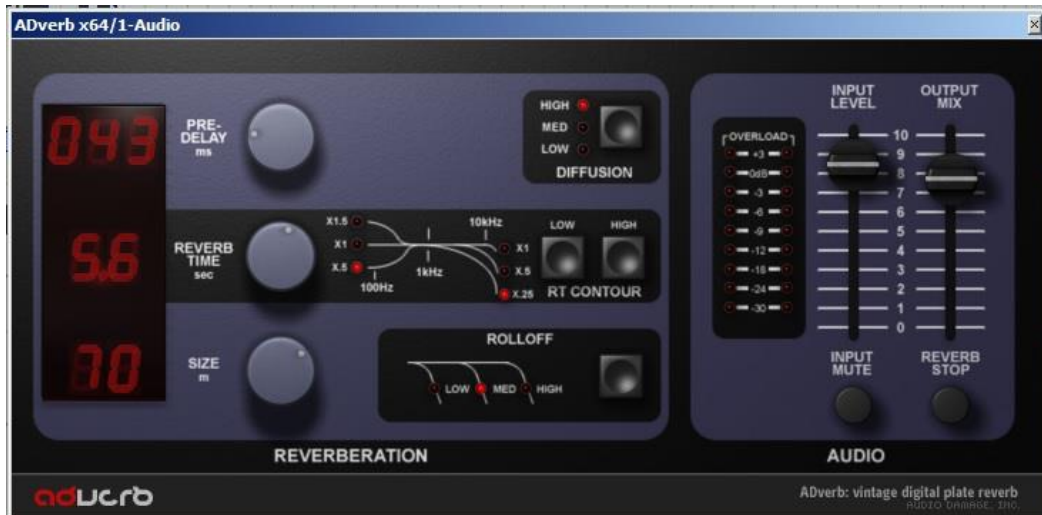 ADverb x64/1-Audio
043
PRE-
DELAY
ms
HIGH
MED
LOW
DIFFUSION
5.6
REVERB
TIME
sec
X1.5
X1
X.5
100Hz
1kHz
10kHz
X1
X.5
X.25
LOW
HIGH
RT CONTOUR
70
SIZE
m
ROLLOFF
LOW
MED
HIGH
REVERBERATION
INPUT
LEVEL
OUTPUT
MIX
OVERLOAD
+3
0dB
-3
-6
-9
-12
-18
-24
-30
10
9
8
7
6
5
4
3
2
1
0
INPUT
MUTE
REVERB
STOP
AUDIO
adverb
ADverb: vintage digital plate reverb
AUDIO DAMAGE, INC.